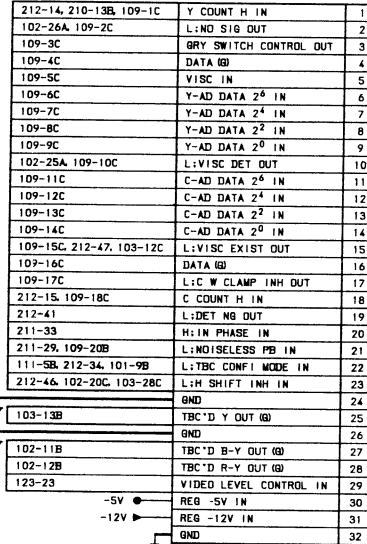 212-14, 210-13B, 109-1C Y COUNT H IN 1
102-26A, 109-2C L:NO SIG OUT 2
109-3C GRY SWITCH CONTROL OUT 3
109-4C DATA (G) 4
109-5C VISC IN 5
109-6C Y-AD DATA 2⁶ IN 6
109-7C Y-AD DATA 2⁴ IN 7
109-8C Y-AD DATA 2² IN 8
109-9C Y-AD DATA 2⁰ IN 9
102-25A, 109-10C L:VISC DET OUT 10
109-11C C-AD DATA 2⁶ IN 11
109-12C C-AD DATA 2⁴ IN 12
109-13C C-AD DATA 2² IN 13
109-14C C-AD DATA 2⁰ IN 14
109-15C, 212-47, 103-12C L:VISC EXIST OUT 15
109-16C DATA (G) 16
109-17C L:C W CLAMP INH OUT 17
212-15, 109-18C C COUNT H IN 18
212-41 L:DET NG OUT 19
211-33 H:IN PHASE IN 20
211-29, 109-20B L:NOISELESS PB IN 21
111-5B, 212-34, 101-9B L:TBC CONFI MODE IN 22
212-46, 102-20C, 103-28C L:H SHIFT INH IN 23
GND 24
103-13B TBC'D Y OUT (G) 25
GND 26
102-11B TBC'D B-Y OUT (G) 27
102-12B TBC'D R-Y OUT (G) 28
123-23 VIDEO LEVEL CONTROL IN 29
-5V REG -5V IN 30
-12V REG -12V IN 31
GND 32